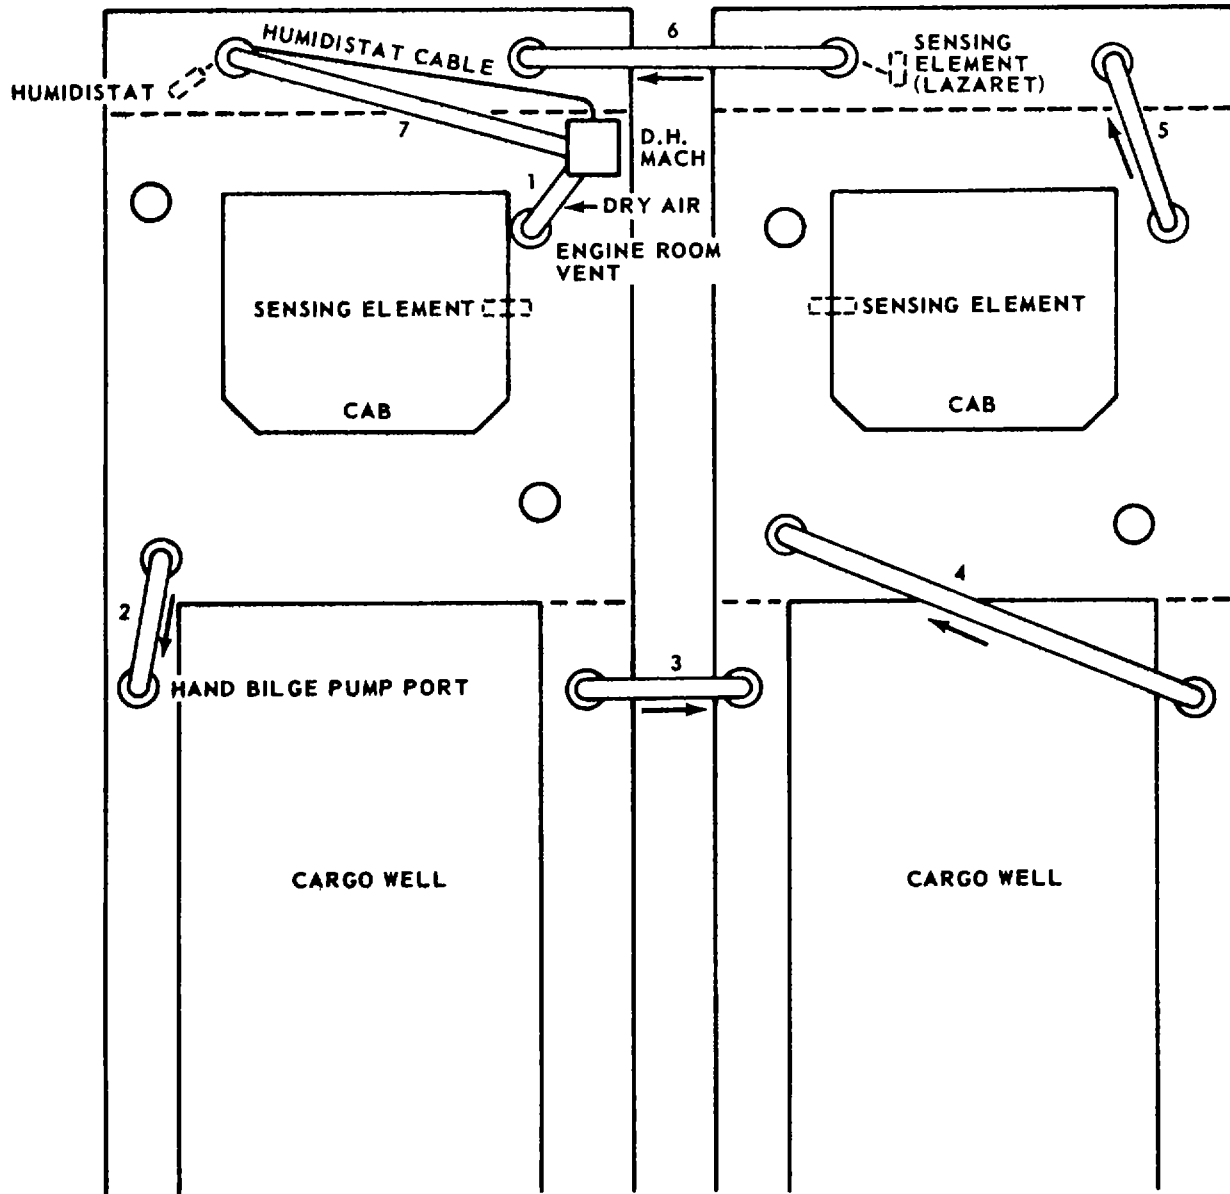 HUMIDISTAT CABLE
6
SENSING
ELEMENT
(LAZARET)
HUMIDISTAT
7
D.H.
MACH
5
1
DRY AIR
ENGINE ROOM
VENT
SENSING ELEMENT
SENSING ELEMENT
CAB
CAB
2
4
3
HAND BILGE PUMP PORT
CARGO WELL
CARGO WELL